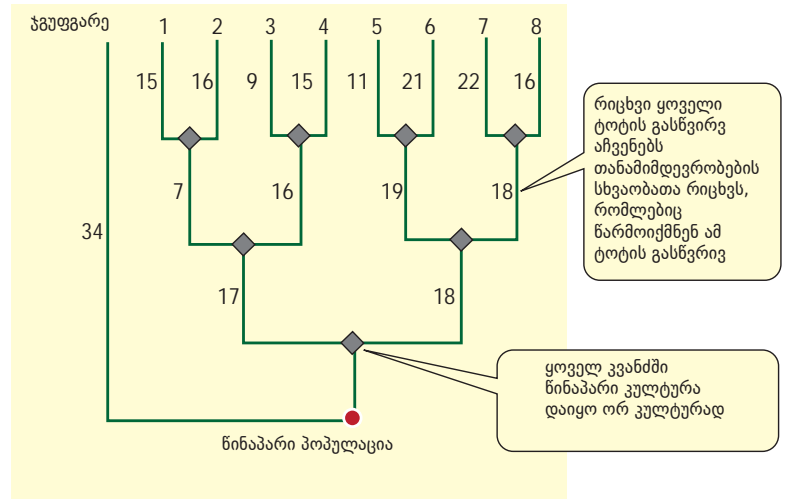 ჯგუფგარე 1 2 3 4 5 6 7 8
15 16 9 15 11 21 22 16
7 16 19 18
34
17 18
წინაპარი პოპულაცია
რიცხვი ყოველი
ტოტის გასწვირვ
აჩვენებს
თანამიმდევრობების
სხვაობათა რიცხვს,
რომლებიც
წარმოიქმნენ ამ
ტოტის გასწვრივ
ყოველ კვანძში
წინაპარი კულტურა
დაიყო ორ კულტურად